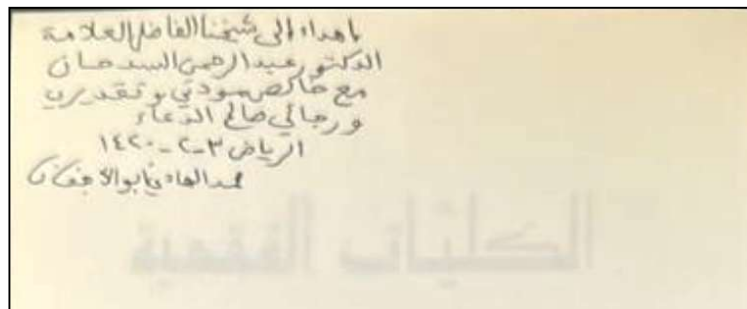 باهداء إلى شيخنا الفاضل العلامة
الدكتور عبد الرحمن السدحان
مع خالص مودتي وتقديري
ورجائي صالح الدعاء
الرياض ٣-٢-١٤٢٠
محمد الهادي أبو الأجفان
الكليات الفقهية